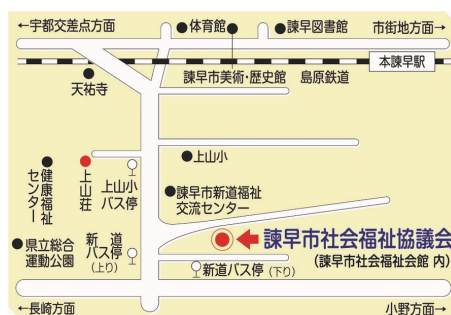 ←宇都交差点方面
体育館
諫早図書館
市街地方面→
本諫早駅
諫早市美術・歴史館
島原鉄道
天祐寺
上山小
健康福祉
センター
上山荘
上山小
バス停
諫早市新道福祉
交流センター
県立総合
運動公園
新道
バス停
(上り)
諫早市社会福祉協議会
(諫早市社会福祉会館 内)
新道バス停 (下り)
←長崎方面
小野方面→